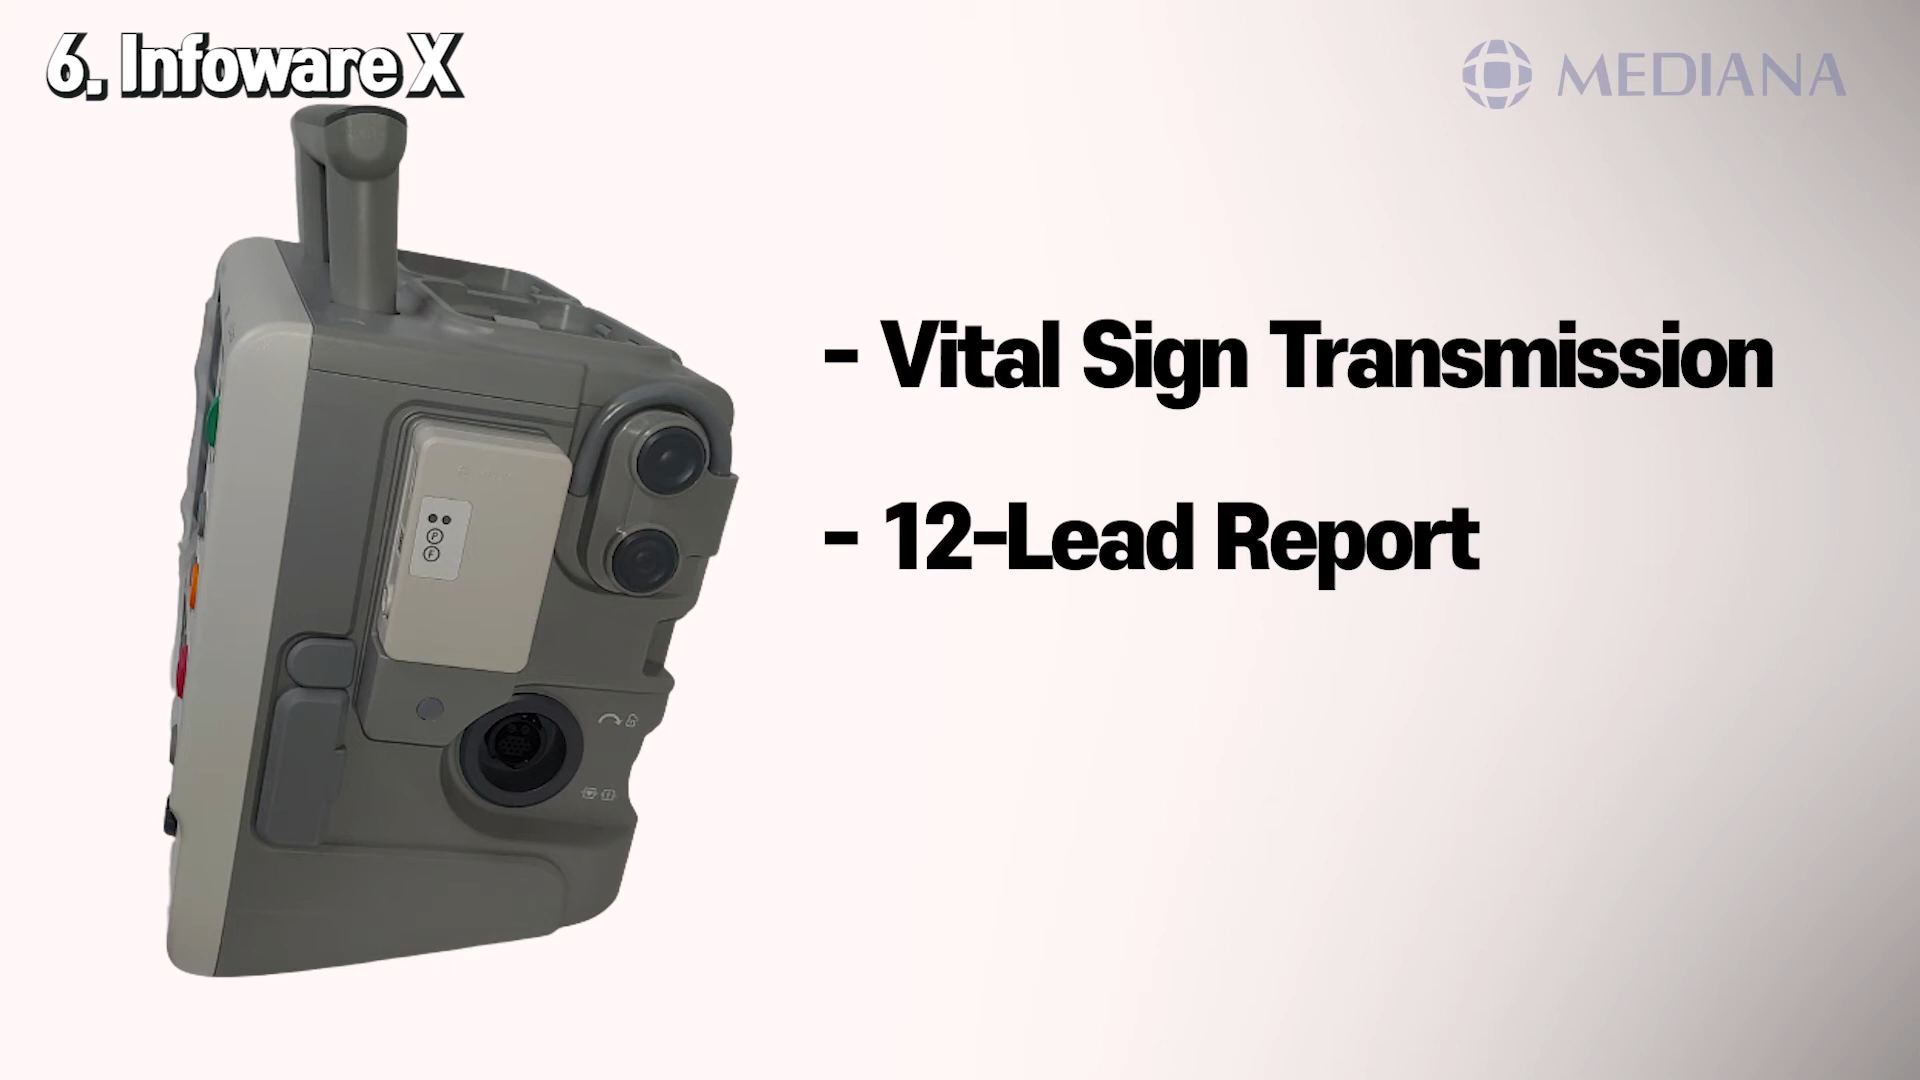 6. Infoware X
MEDIANA
- Vital Sign Transmission
- 12-Lead Report
P
F